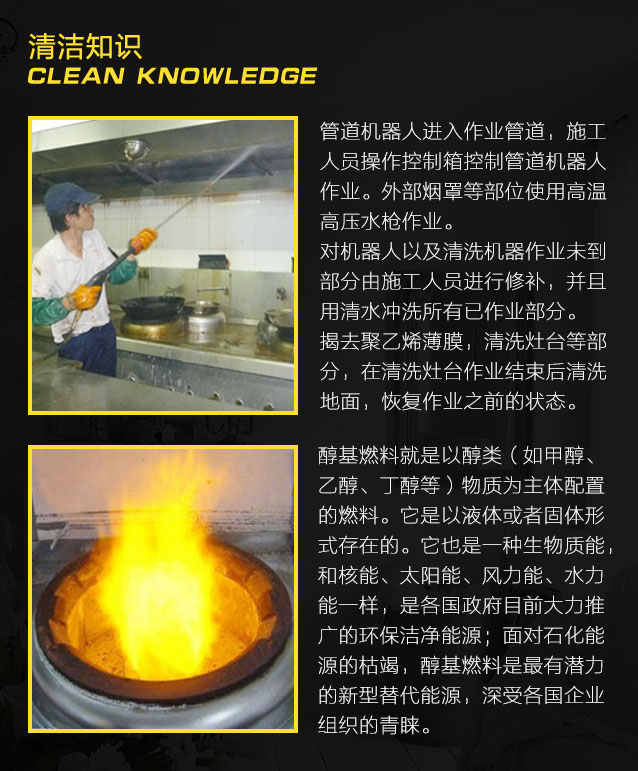 清洁知识
CLEAN KNOWLEDGE
管道机器人进入作业管道，施工
人员操作控制箱控制管道机器人
作业。外部烟罩等部位使用高温
高压水枪作业。
对机器人以及清洗机器作业未到
部分由施工人员进行修补，并且
用清水冲洗所有已作业部分。
揭去聚乙烯薄膜，清洗灶台等部
分，在清洗灶台作业结束后清洗
地面，恢复作业之前的状态。
醇基燃料就是以醇类（如甲醇、
乙醇、丁醇等）物质为主体配置
的燃料。它是以液体或者固体形
式存在的。它也是一种生物质能，
和核能、太阳能、风力能、水力
能一样，是各国政府目前大力推
广的环保洁净能源；面对石化能
源的枯竭，醇基燃料是最有潜力
的新型替代能源，深受各国企业
组织的青睐。